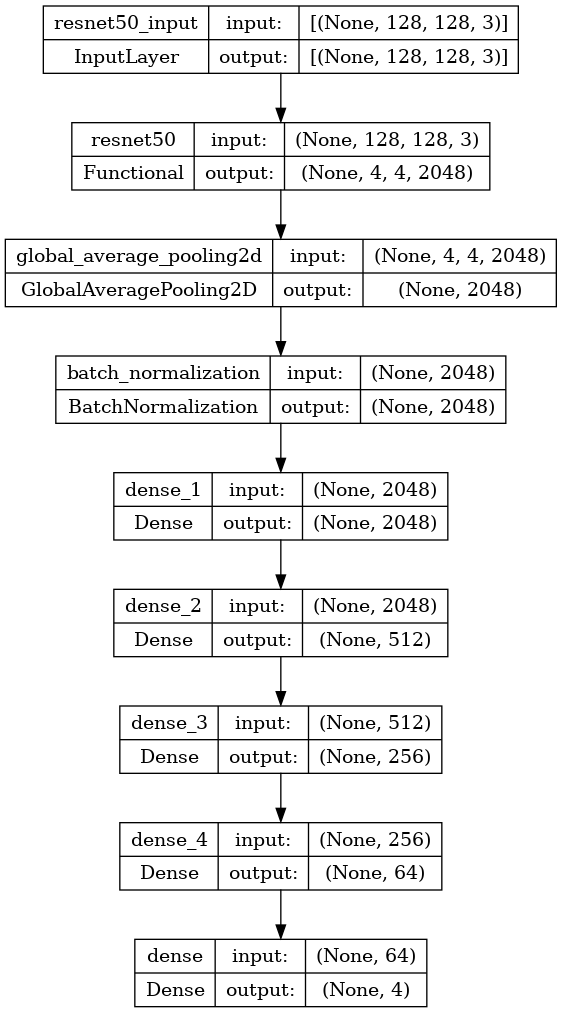 resnet50_input input: [(None, 128, 128, 3)]
InputLayer output: [(None, 128, 128, 3)]
resnet50 input: (None, 128, 128, 3)
Functional output: (None, 4, 4, 2048)
global_average_pooling2d input: (None, 4, 4, 2048)
GlobalAveragePooling2D output: (None, 2048)
batch_normalization input: (None, 2048)
BatchNormalization output: (None, 2048)
dense_1 input: (None, 2048)
Dense output: (None, 2048)
dense_2 input: (None, 2048)
Dense output: (None, 512)
dense_3 input: (None, 512)
Dense output: (None, 256)
dense_4 input: (None, 256)
Dense output: (None, 64)
dense input: (None, 64)
Dense output: (None, 4)